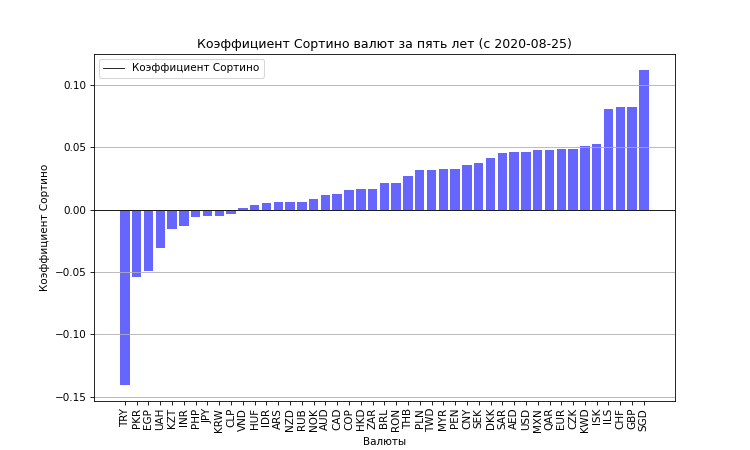 Коэффициент Сортино валют за пять лет (с 2020-08-25)
Коэффициент Сортино
0.10
0.05
0.00
−0.05
−0.10
−0.15
Коэффициент Сортино
TRY PKR EGP UAH KZT INR PHP JPY KRW CLP VND HUF IDR ARS NZD RUB NOK AUD CAD COP HKD ZAR BRL RON THB PLN TWD MYR PEN CNY SEK DKK SAR AED USD MXN QAR EUR CZK KWD ISK ILS CHF GBP SGD
Валюты